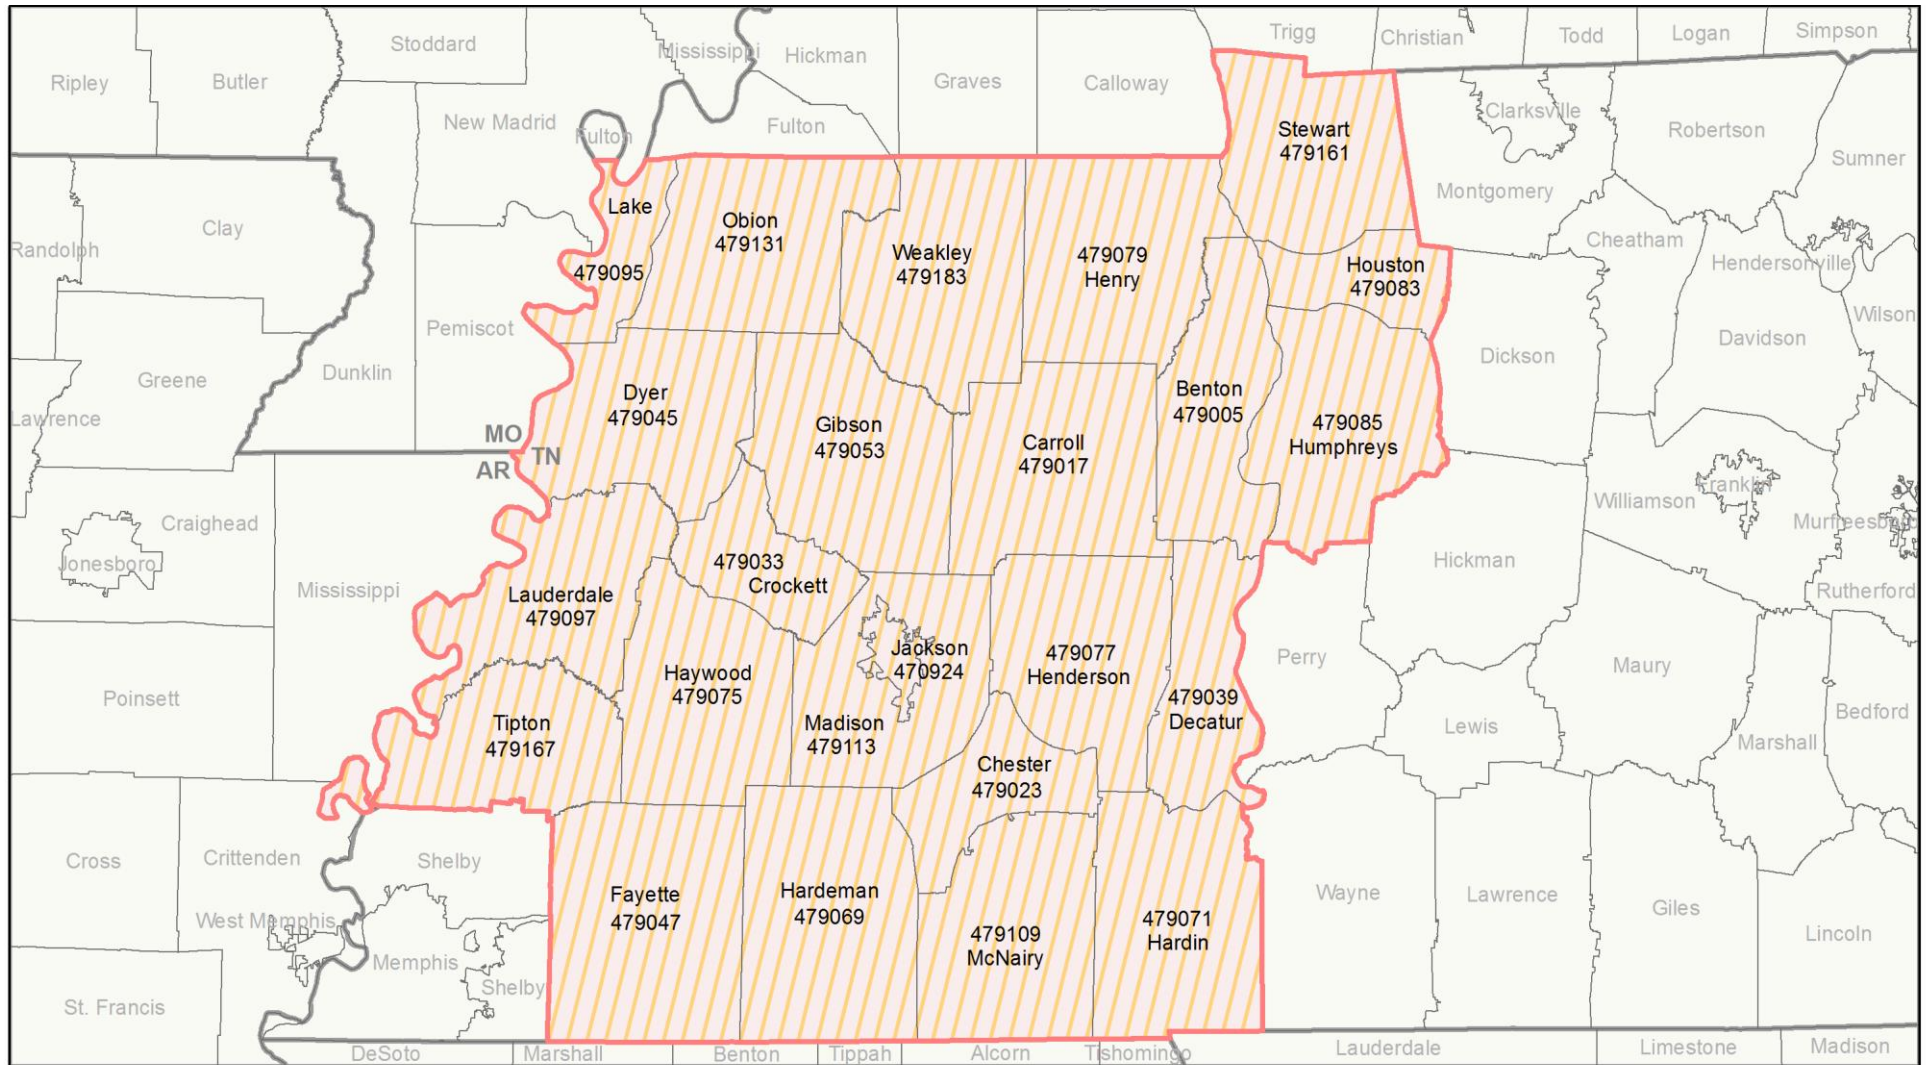 Stoddard
Mississippi
Hickman
Trigg
Christian
Todd
Logan
Simpson
Ripley
Butler
Graves
Calloway
New Madrid
Fulton
Fulton
Stewart
479161
Clarksville
Robertson
Sumner
Montgomery
Clay
Randolph
Lake
479095
Obion
479131
Weakley
479183
479079
Henry
Houston
479083
Cheatham
Hendersonville
Wilson
Pemiscot
Greene
Dunklin
Lawrence
Dyer
479045
Gibson
479053
Carroll
479017
Benton
479005
479085
Humphreys
Dickson
Davidson
MO
TN
AR
Craighead
Jonesboro
Mississippi
Williamson
Franklin
Murfreesboro
Rutherford
479033
Crockett
Lauderdale
479097
Hickman
Haywood
479075
Jackson
470924
479077
Henderson
Perry
Maury
Poinsett
Tipton
479167
Madison
479113
479039
Decatur
Lewis
Marshall
Bedford
Chester
479023
Cross
Crittenden
Shelby
West Memphis
Memphis
Shelby
St. Francis
Fayette
479047
Hardeman
479069
479109
McNairy
479071
Hardin
Wayne
Lawrence
Giles
Lincoln
DeSoto
Marshall
Benton
Tippah
Alcorn
Tishomingo
Lauderdale
Limestone
Madison